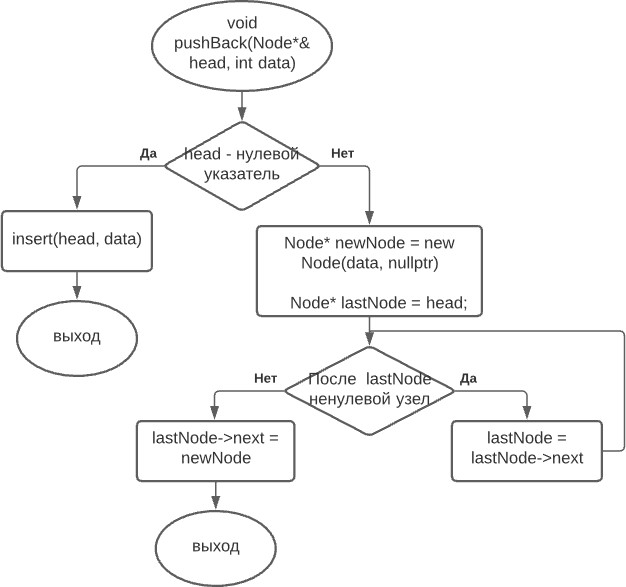 void
pushBack(Node*&
head, int data)
Да
head - нулевой
указатель
Нет
insert(head, data)
Node* newNode = new
Node(data, nullptr)
Node* lastNode = head;
выход
Нет
После lastNode
ненулевой узел
Да
lastNode->next =
newNode
lastNode =
lastNode->next
выход